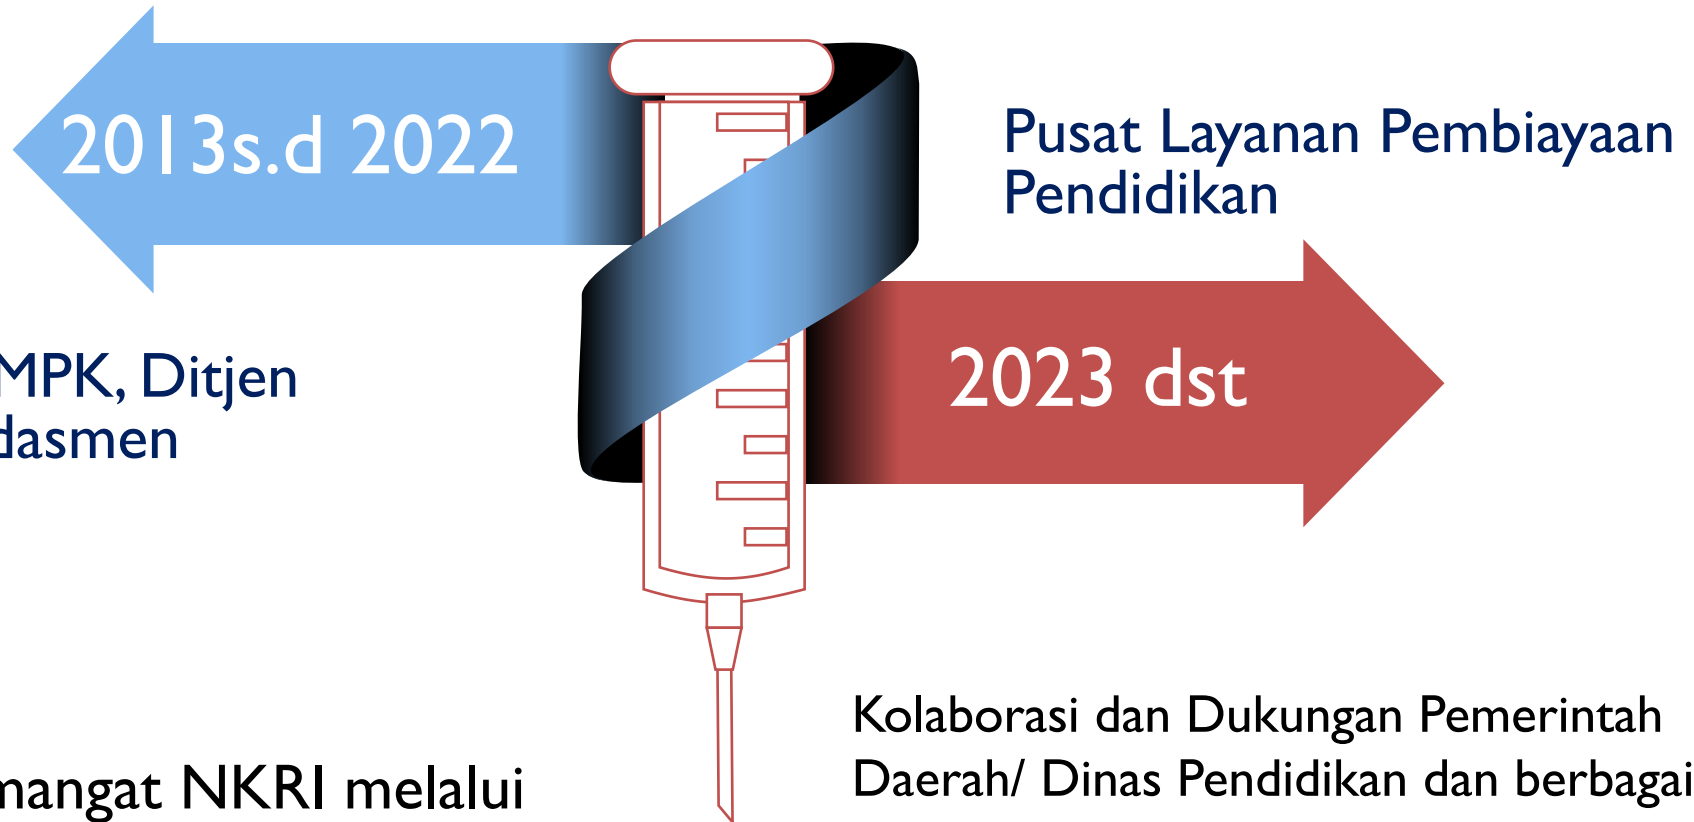 2013s.d 2022
Pusat Layanan Pembiayaan
Pendidikan
MPK, Ditjen
dasmen
2023 dst
mangat NKRI melalui
Kolaborasi dan Dukungan Pemerintah
Daerah/ Dinas Pendidikan dan berbagai